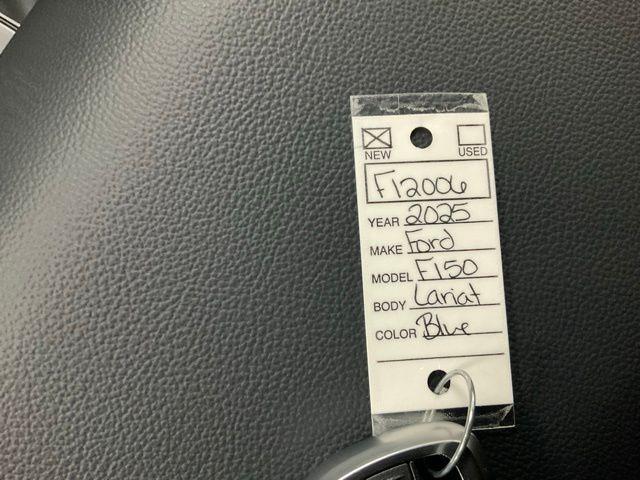 NEW USED
F12006
YEAR 2025
MAKE Ford
MODEL F150
BODY Lariat
COLOR Blue